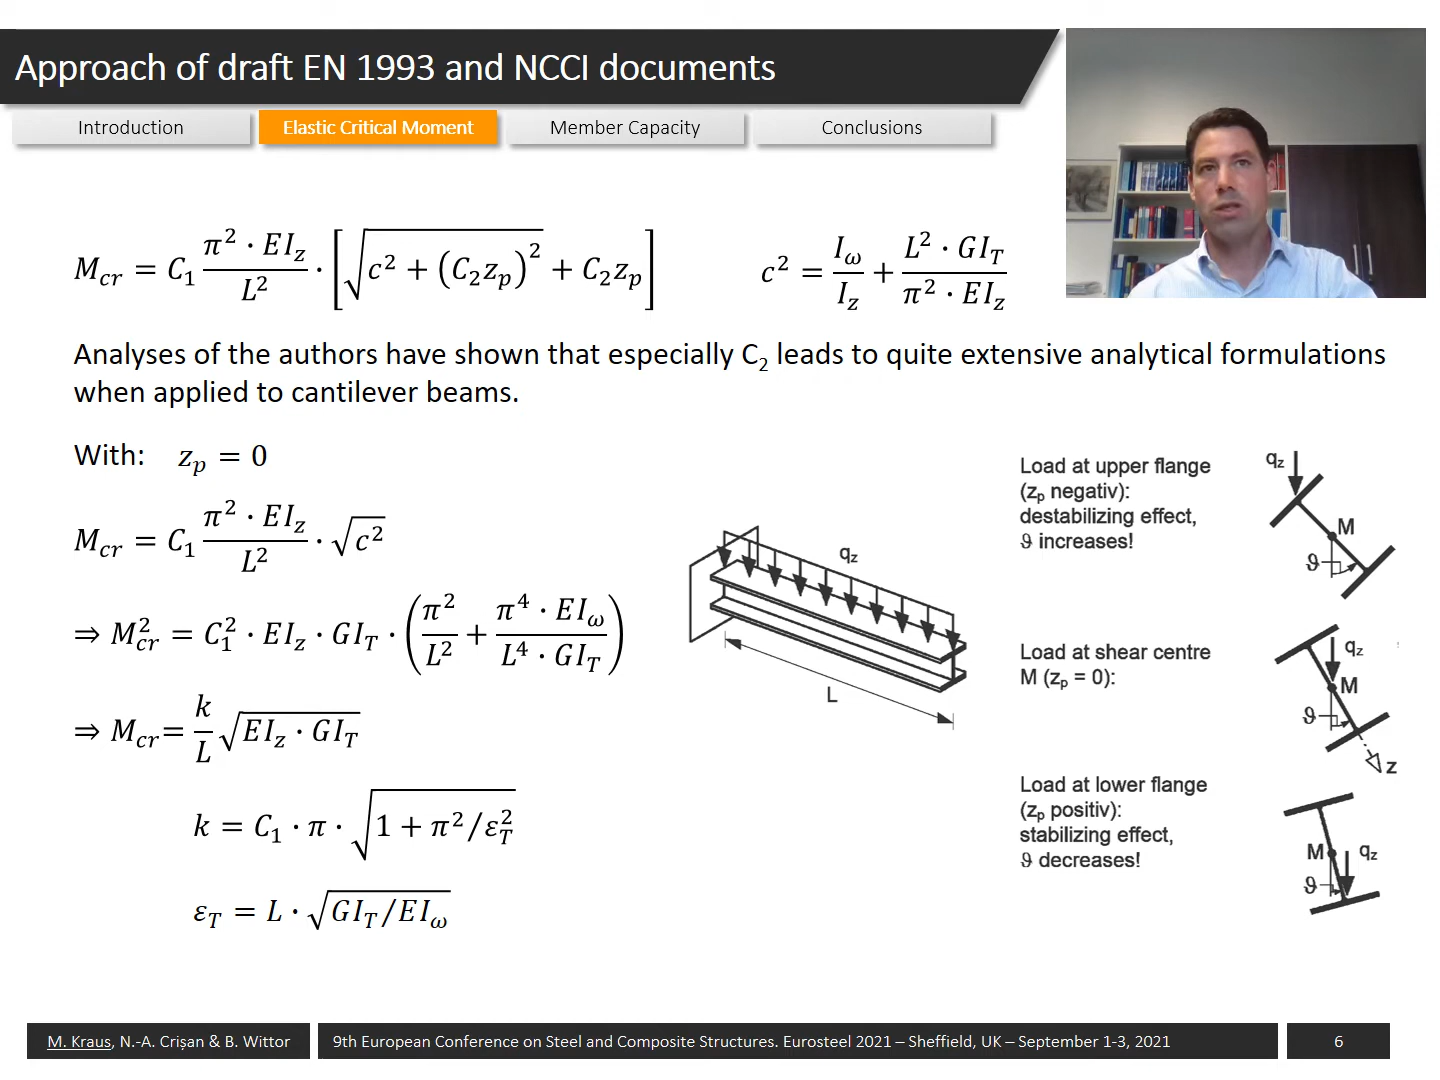 Approach of draft EN 1993 and NCCI documents
Introduction
Elastic Critical Moment
Member Capacity
Conclusions
M_cr = C_1 (π² · EI_z)/L² · [√(c² + (C_2 z_p)²) + C_2 z_p]
c² = I_ω/I_z + (L² · GI_T)/(π² · EI_z)
Analyses of the authors have shown that especially C₂ leads to quite extensive analytical formulations
when applied to cantilever beams.
With: z_p = 0
M_cr = C_1 (π² · EI_z)/L² · √c²
⇒ M_cr² = C_1² · EI_z · GI_T · (π²/L² + (π⁴ · EI_ω)/(L⁴ · GI_T))
⇒ M_cr = k/L √(EI_z · GI_T)
k = C_1 · π · √(1 + π²/ε_T²)
ε_T = L · √(GI_T/EI_ω)
q_z
L
Load at upper flange
(z_p negativ):
destabilizing effect,
ϑ increases!
q_z
M
ϑ
Load at shear centre
M (z_p = 0):
q_z
M
ϑ
z
Load at lower flange
(z_p positiv):
stabilizing effect,
ϑ decreases!
M
q_z
ϑ
M. Kraus, N.-A. Crișan & B. Wittor
9th European Conference on Steel and Composite Structures. Eurosteel 2021 – Sheffield, UK – September 1-3, 2021
6